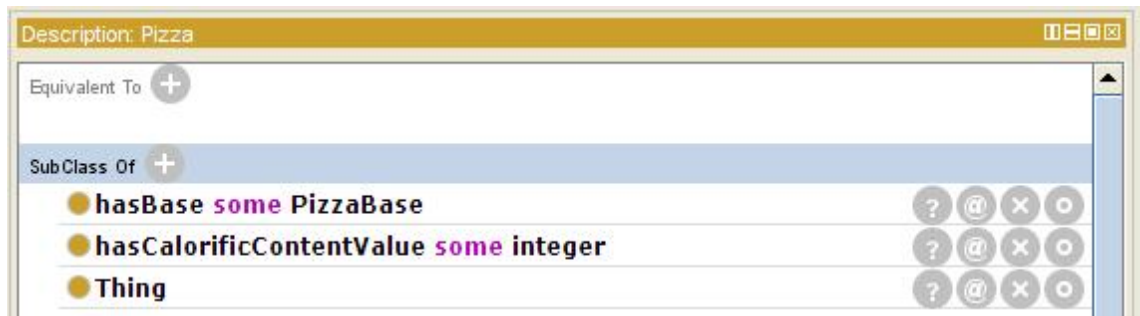 Description: Pizza
Equivalent To +
SubClass Of +
hasBase some PizzaBase ? @ × o
hasCalorificContentValue some integer ? @ × o
Thing ? @ × o